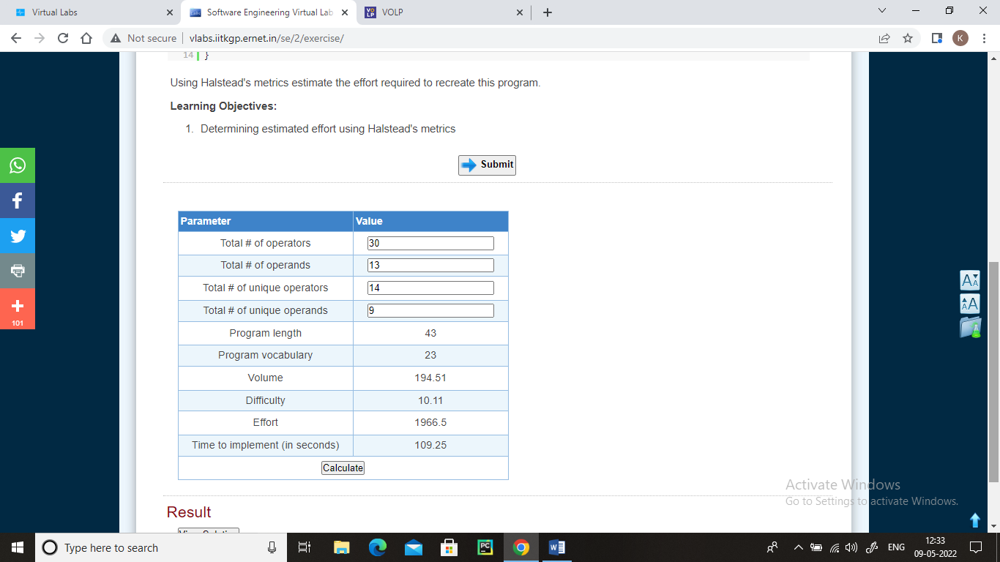 Virtual Labs
Software Engineering Virtual Lab
VOLP
Not secure
vlabs.iitkgp.ernet.in/se/2/exercise/
K
14 }
Using Halstead's metrics estimate the effort required to recreate this program.
Learning Objectives:
1. Determining estimated effort using Halstead's metrics
Submit
101
Parameter Value
Total # of operators 30
Total # of operands 13
Total # of unique operators 14
Total # of unique operands 9
Program length 43
Program vocabulary 23
Volume 194.51
Difficulty 10.11
Effort 1966.5
Time to implement (in seconds) 109.25
Calculate
Activate Windows
Go to Settings to activate Windows.
Result
Type here to search
ENG
12:33
09-05-2022